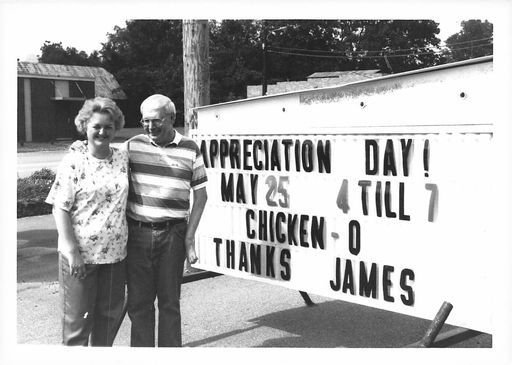 APPRECIATION DAY!
MAY 25 4 TILL 7
CHICKEN-O
THANKS JAMES